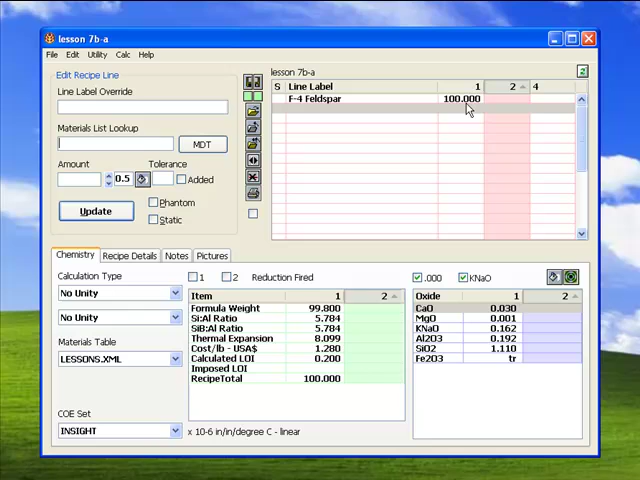 lesson 7b-a
File Edit Utility Calc Help
Edit Recipe Line
Line Label Override
Materials List Lookup
MDT
Amount Tolerance
0.5 Added
Update
Phantom
Static
lesson 7b-a
S Line Label 1 2 4
F-4 Feldspar 100.000
Chemistry Recipe Details Notes Pictures
Calculation Type
No Unity
No Unity
Materials Table
LESSONS.XML
COE Set
INSIGHT
1 2 Reduction Fired
Item 1 2
Formula Weight 99.800
Si:Al Ratio 5.784
SiB:Al Ratio 5.784
Thermal Expansion 8.099
Cost/lb - USA$ 1.280
Calculated LOI 0.200
Imposed LOI
RecipeTotal 100.000
x 10-6 in/in/degree C - linear
.000 KNaO
Oxide 1 2
CaO 0.030
MgO 0.001
KNaO 0.162
Al2O3 0.192
SiO2 1.110
Fe2O3 tr